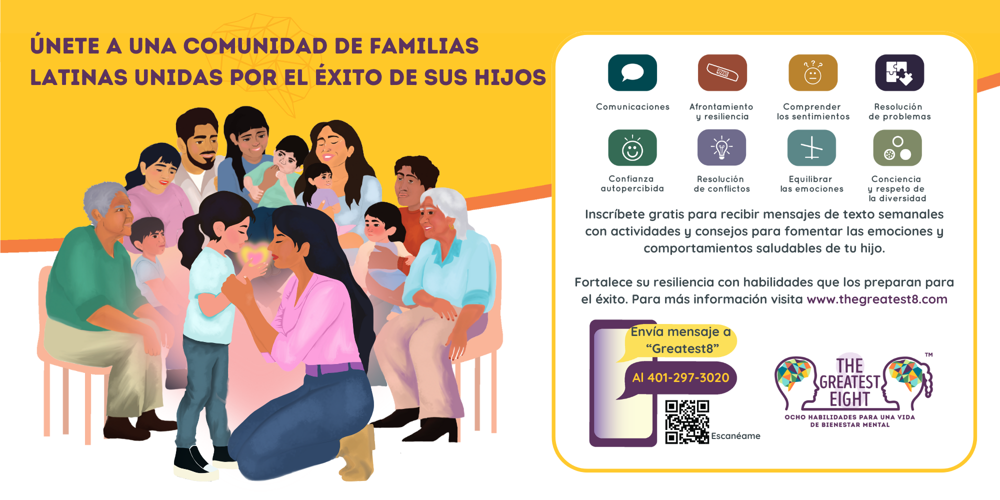 ÚNETE A UNA COMUNIDAD DE FAMILIAS
LATINAS UNIDAS POR EL ÉXITO DE SUS HIJOS
Comunicaciones
Afrontamiento
y resiliencia
Comprender
los sentimientos
Resolución
de problemas
Confianza
autopercibida
Resolución
de conflictos
Equilibrar
las emociones
Conciencia
y respeto de
la diversidad
Inscríbete gratis para recibir mensajes de texto semanales
con actividades y consejos para fomentar las emociones y
comportamientos saludables de tu hijo.
Fortalece su resiliencia con habilidades que los preparan para
el éxito. Para más información visita www.thegreatest8.com
Envía mensaje a
“Greatest8”
Al 401-297-3020
Escanéame
THE
GREATEST
EIGHT
TM
OCHO HABILIDADES PARA UNA VIDA
DE BIENESTAR MENTAL